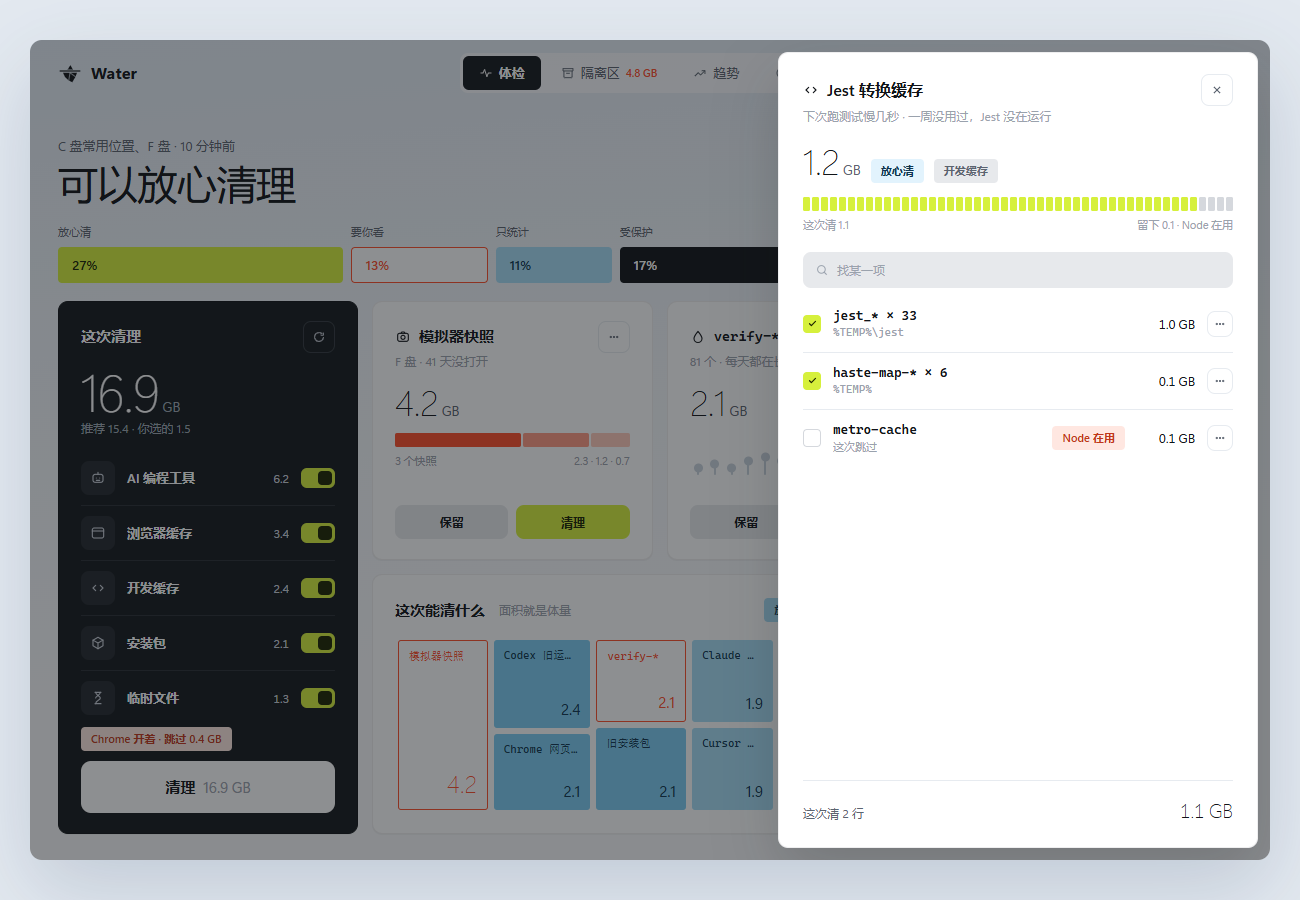 Water
体检
隔离区 4.8 GB
趋势
C 盘常用位置、F 盘 · 10 分钟前
可以放心清理
放心清
要你看
只统计
受保护
27%
13%
11%
17%
这次清理
16.9 GB
推荐 15.4 · 你选的 1.5
AI 编程工具 6.2
浏览器缓存 3.4
开发缓存 2.4
安装包 2.1
临时文件 1.3
Chrome 开着 · 跳过 0.4 GB
清理 16.9 GB
模拟器快照
F 盘 · 41 天没打开
4.2 GB
3 个快照
2.3 · 1.2 · 0.7
保留
清理
verify-*
81 个 · 每天都在
2.1 GB
保留
这次能清什么 面积就是体量
模拟器快照
4.2
Codex 旧运…
2.4
verify-*
2.1
Claude …
1.9
Chrome 网页…
2.1
旧安装包
2.1
Cursor …
1.9
Jest 转换缓存
下次跑测试慢几秒 · 一周没用过，Jest 没在运行
1.2 GB
放心清
开发缓存
这次清 1.1
留下 0.1 · Node 在用
找某一项
jest_* × 33
%TEMP%\jest
1.0 GB
haste-map-* × 6
%TEMP%
0.1 GB
metro-cache
这次跳过
Node 在用
0.1 GB
这次清 2 行
1.1 GB